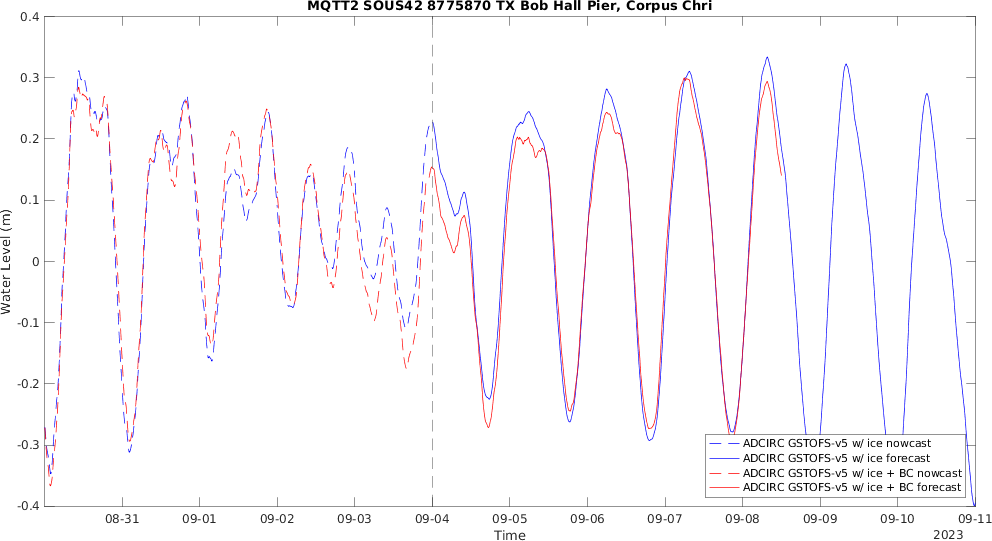 MQTT2 SOUS42 8775870 TX Bob Hall Pier, Corpus Chri
Water Level (m)
0.4
0.3
0.2
0.1
0
-0.1
-0.2
-0.3
-0.4
ADCIRC GSTOFS-v5 w/ ice nowcast
ADCIRC GSTOFS-v5 w/ ice forecast
ADCIRC GSTOFS-v5 w/ ice + BC nowcast
ADCIRC GSTOFS-v5 w/ ice + BC forecast
08-31 09-01 09-02 09-03 09-04 09-05 09-06 09-07 09-08 09-09 09-10 09-11
Time
2023